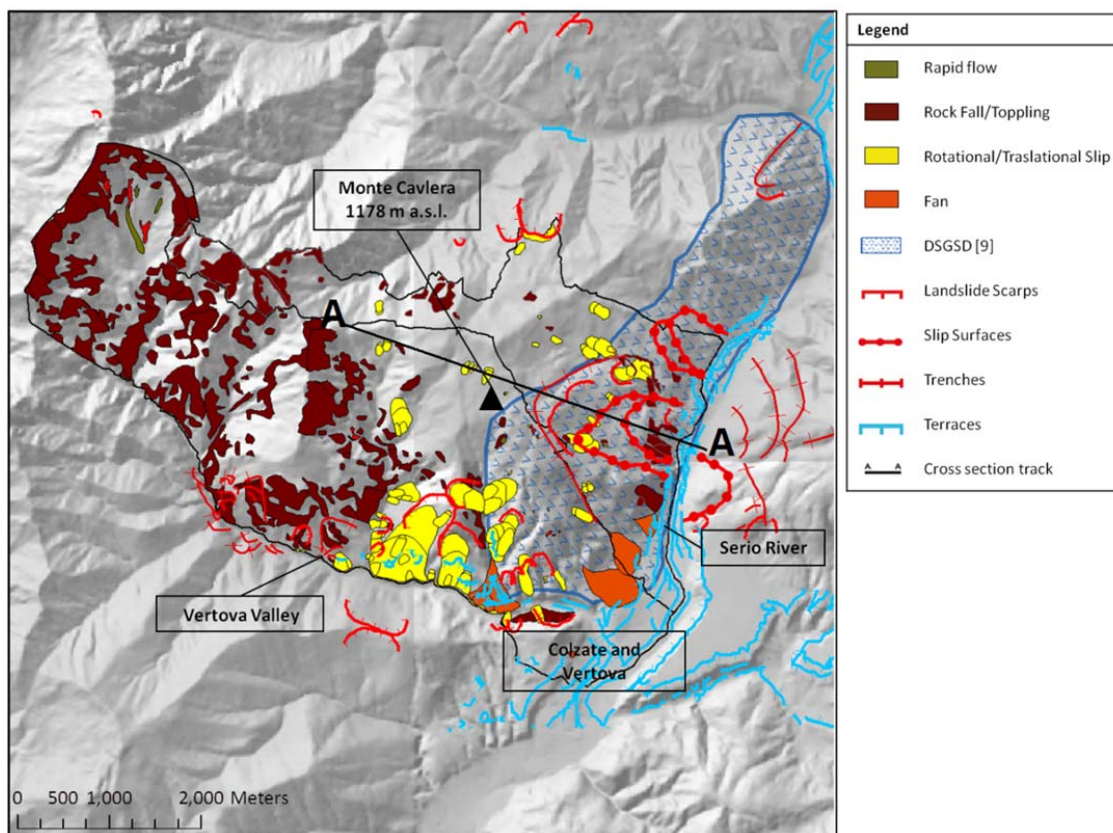 Monte Cavlera
1178 m a.s.l.
A
A
Serio River
Vertova Valley
Colzate and
Vertova
0 500 1,000 2,000 Meters
Legend
Rapid flow
Rock Fall/Toppling
Rotational/Traslational Slip
Fan
DSGSD [9]
Landslide Scarps
Slip Surfaces
Trenches
Terraces
Cross section track